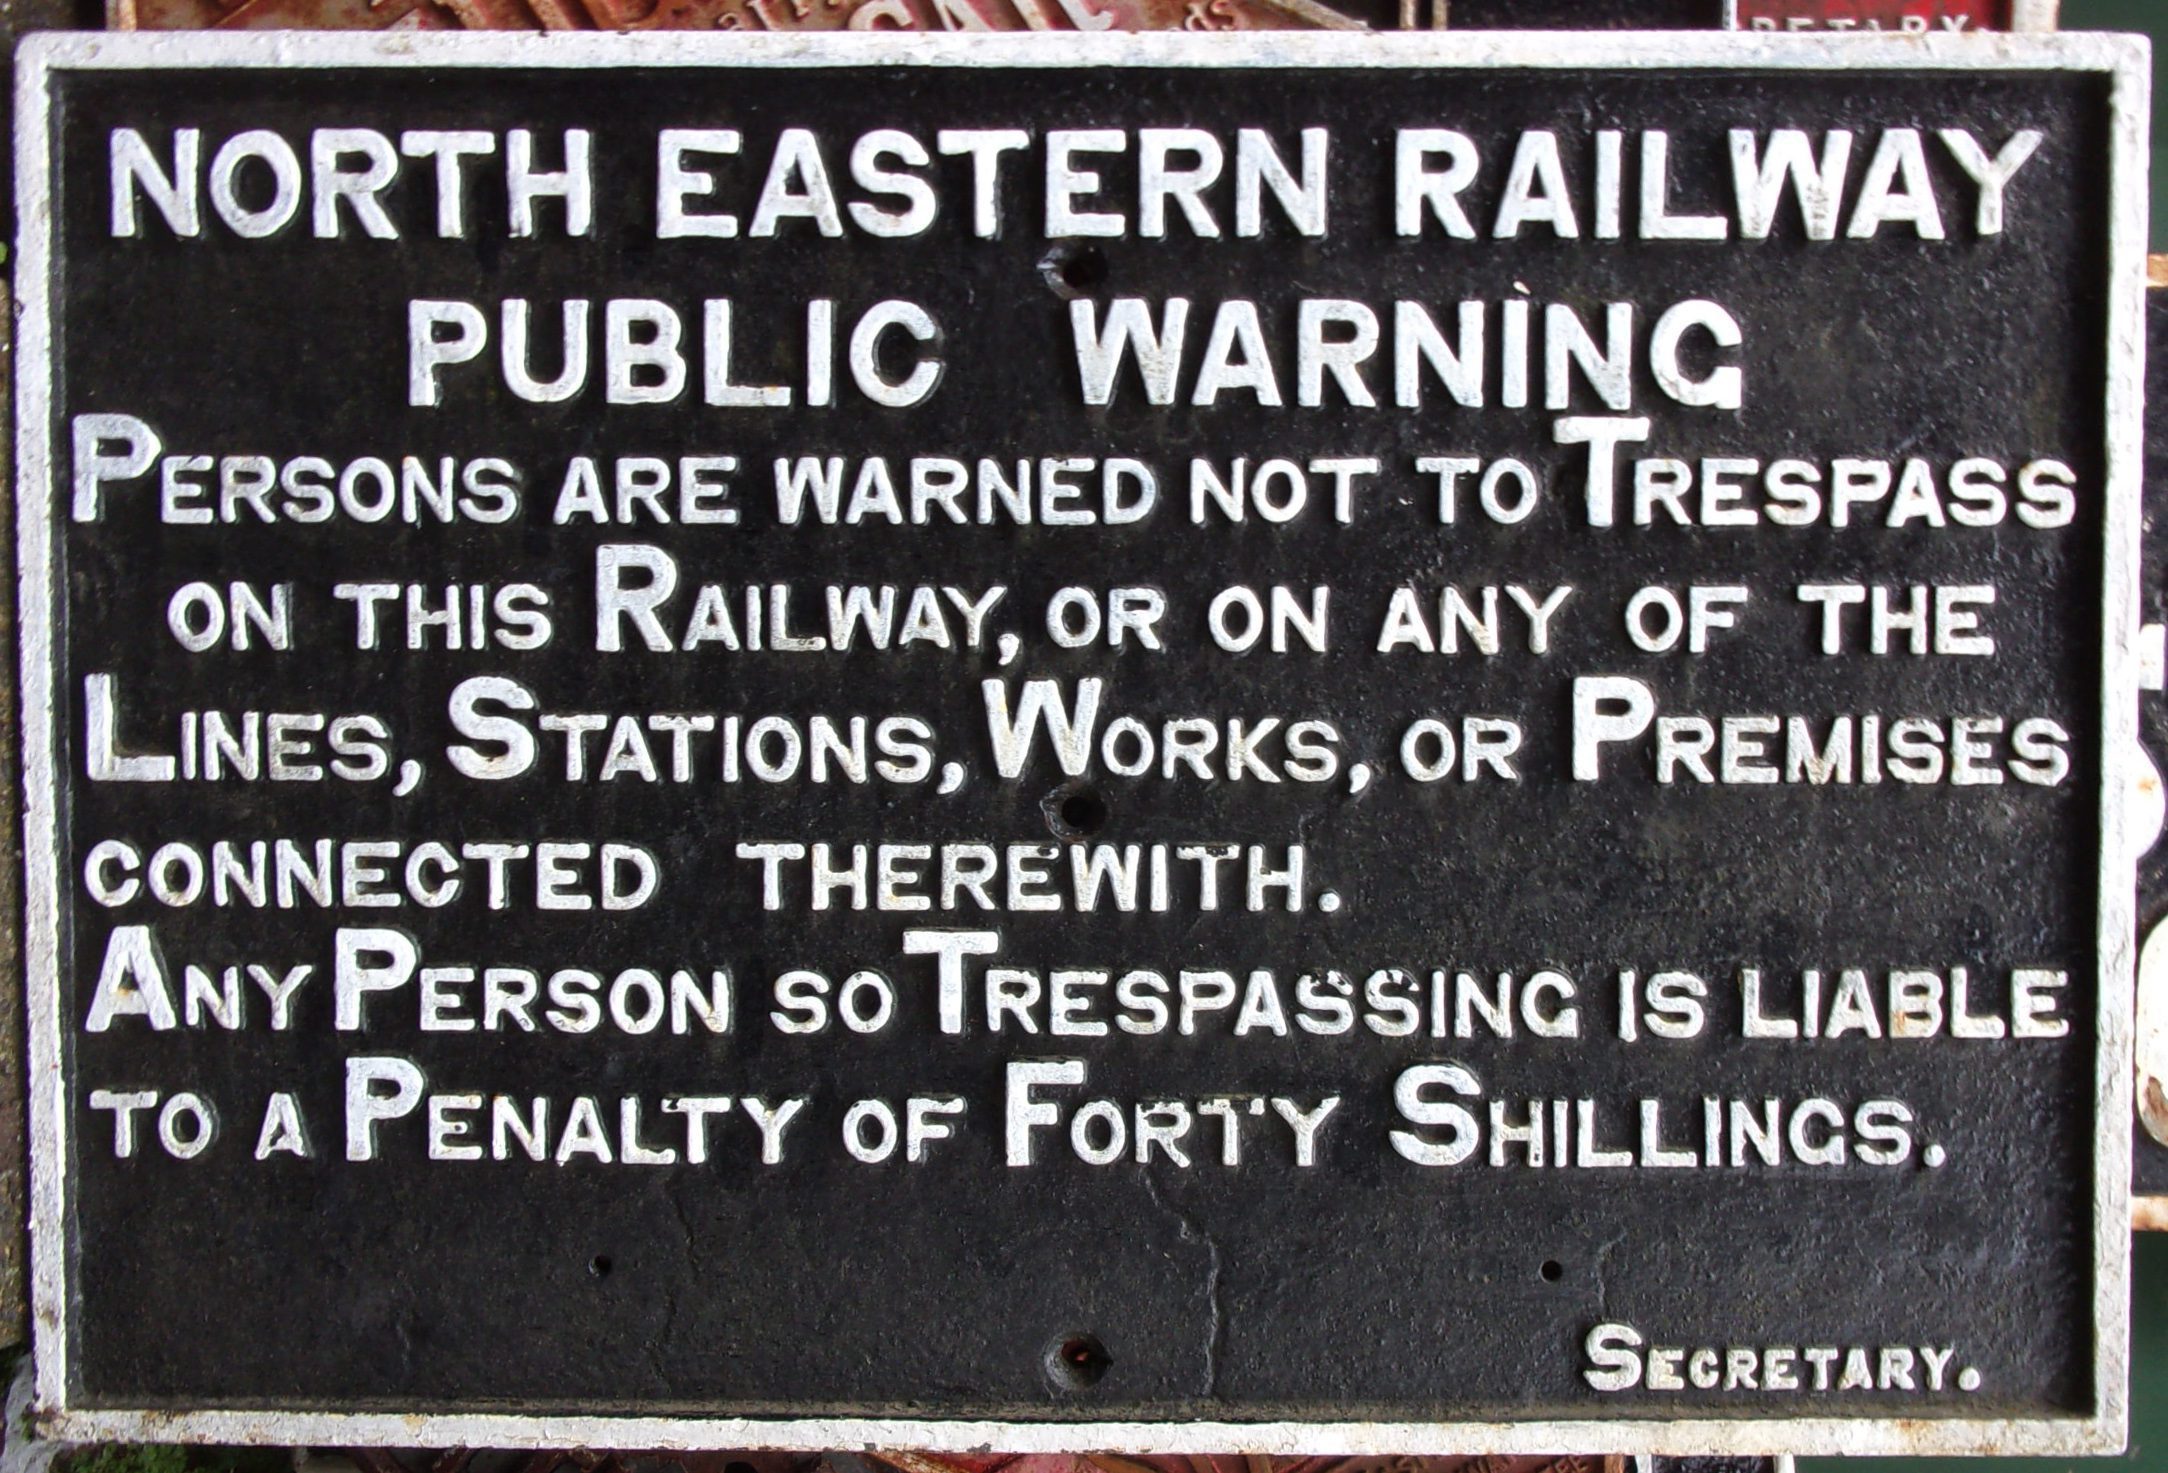 CAIL
RETARY.
NORTH EASTERN RAILWAY
PUBLIC WARNING
PERSONS ARE WARNED NOT TO TRESPASS
ON THIS RAILWAY, OR ON ANY OF THE
LINES, STATIONS, WORKS, OR PREMISES
CONNECTED THEREWITH.
ANY PERSON SO TRESPASSING IS LIABLE
TO A PENALTY OF FORTY SHILLINGS.
SECRETARY.